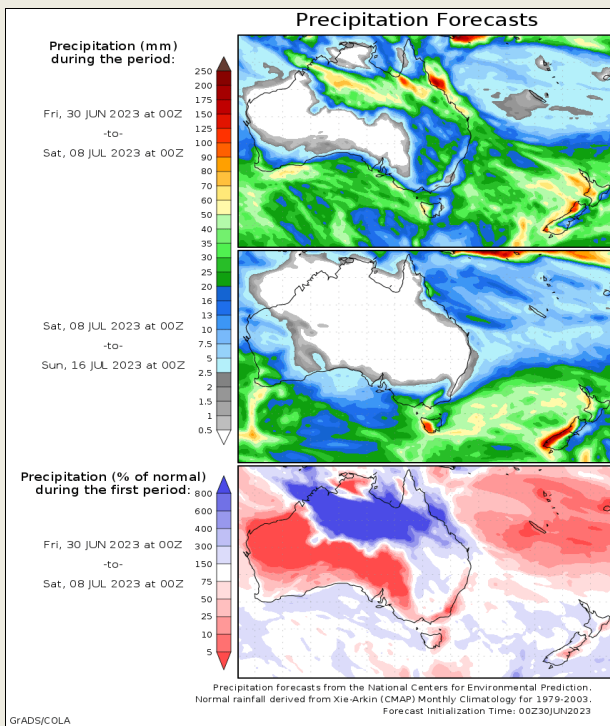 Precipitation Forecasts
Precipitation (mm)
during the period:
Fri, 30 JUN 2023 at 00Z
-to-
Sat, 08 JUL 2023 at 00Z
250
200
175
150
125
100
90
80
70
60
50
40
35
30
25
20
16
13
10
7.5
5
2.5
2
1.5
1
0.5
Sat, 08 JUL 2023 at 00Z
-to-
Sun, 16 JUL 2023 at 00Z
Precipitation (% of normal)
during the first period:
Fri, 30 JUN 2023 at 00Z
-to-
Sat, 08 JUL 2023 at 00Z
800
600
400
300
150
75
50
25
10
5
Precipitation forecasts from the National Centers for Environmental Prediction.
Normal rainfall derived from Xie-Arkin (CMAP) Monthly Climatology for 1979-2003.
Forecast Initialization Time: 00Z30JUN2023
GrADS/COLA